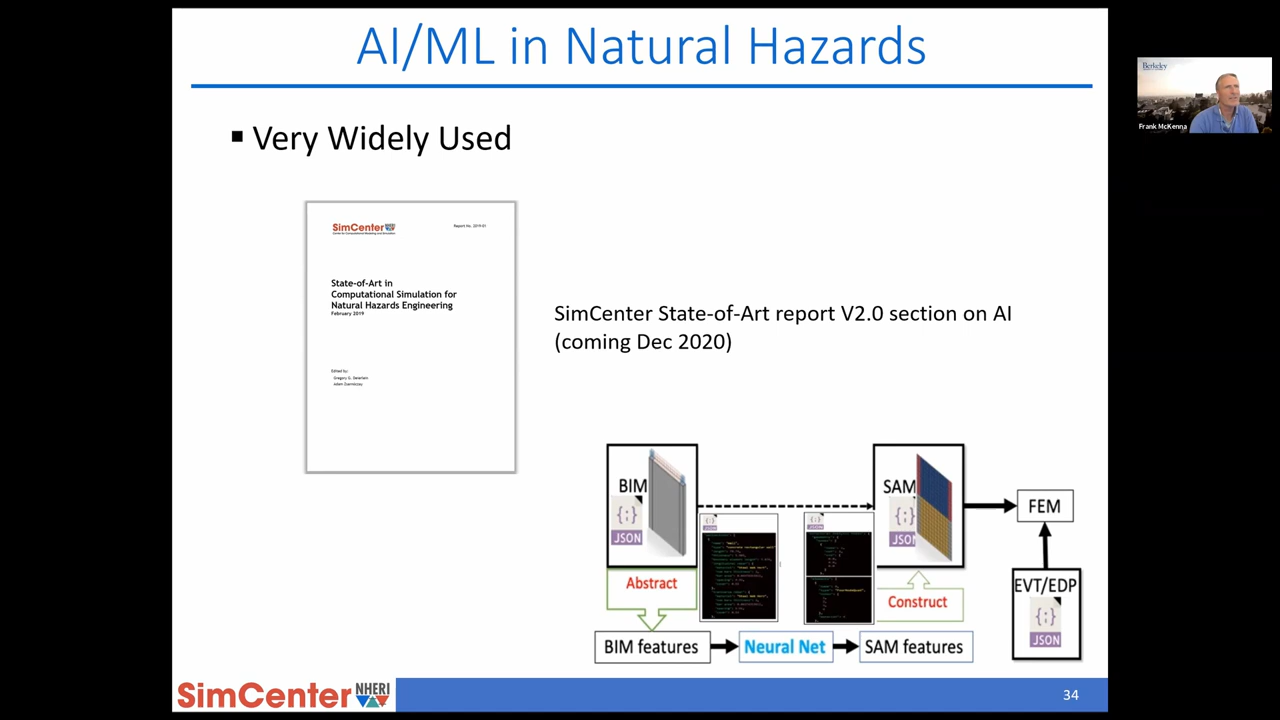 AI/ML in Natural Hazards
Berkeley
Frank McKenna
▪ Very Widely Used
SimCenter NHERI
Report No. 2019-01
State-of-Art in
Computational Simulation for
Natural Hazards Engineering
February 2019
Edited by:
SimCenter State-of-Art report V2.0 section on AI
(coming Dec 2020)
BIM
{;}
JSON
SAM
{;}
JSON
FEM
Abstract
Construct
EVT/EDP
{;}
JSON
BIM features
Neural Net
SAM features
SimCenter NHERI
34